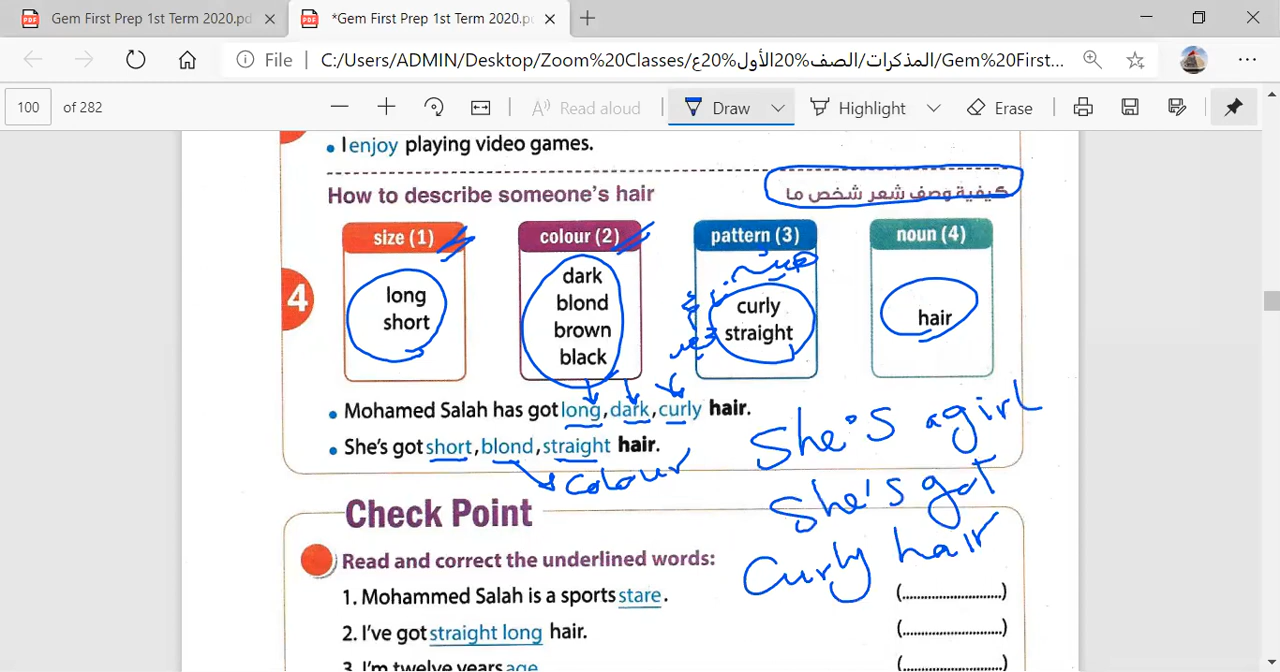 Gem First Prep 1st Term 2020.pd
*Gem First Prep 1st Term 2020.pd
File
C:/Users/ADMIN/Desktop/Zoom%20Classes/المذكرات/الصف%20الأول%20ع/Gem%20First...
100 of 282
Read aloud
Draw
Highlight
Erase
• I enjoy playing video games.
How to describe someone's hair
كيفية وصف شعر شخص ما
4
size (1)
long
short
colour (2)
dark
blond
brown
black
pattern (3)
curly
straight
noun (4)
hair
• Mohamed Salah has got long, dark, curly hair.
• She's got short, blond, straight hair.
colour
She's a girl
She's got
Curly hair
Check Point
Read and correct the underlined words:
1. Mohammed Salah is a sports stare. (......................)
2. I've got straight long hair. (......................)
3. I'm twelve years age (......................)